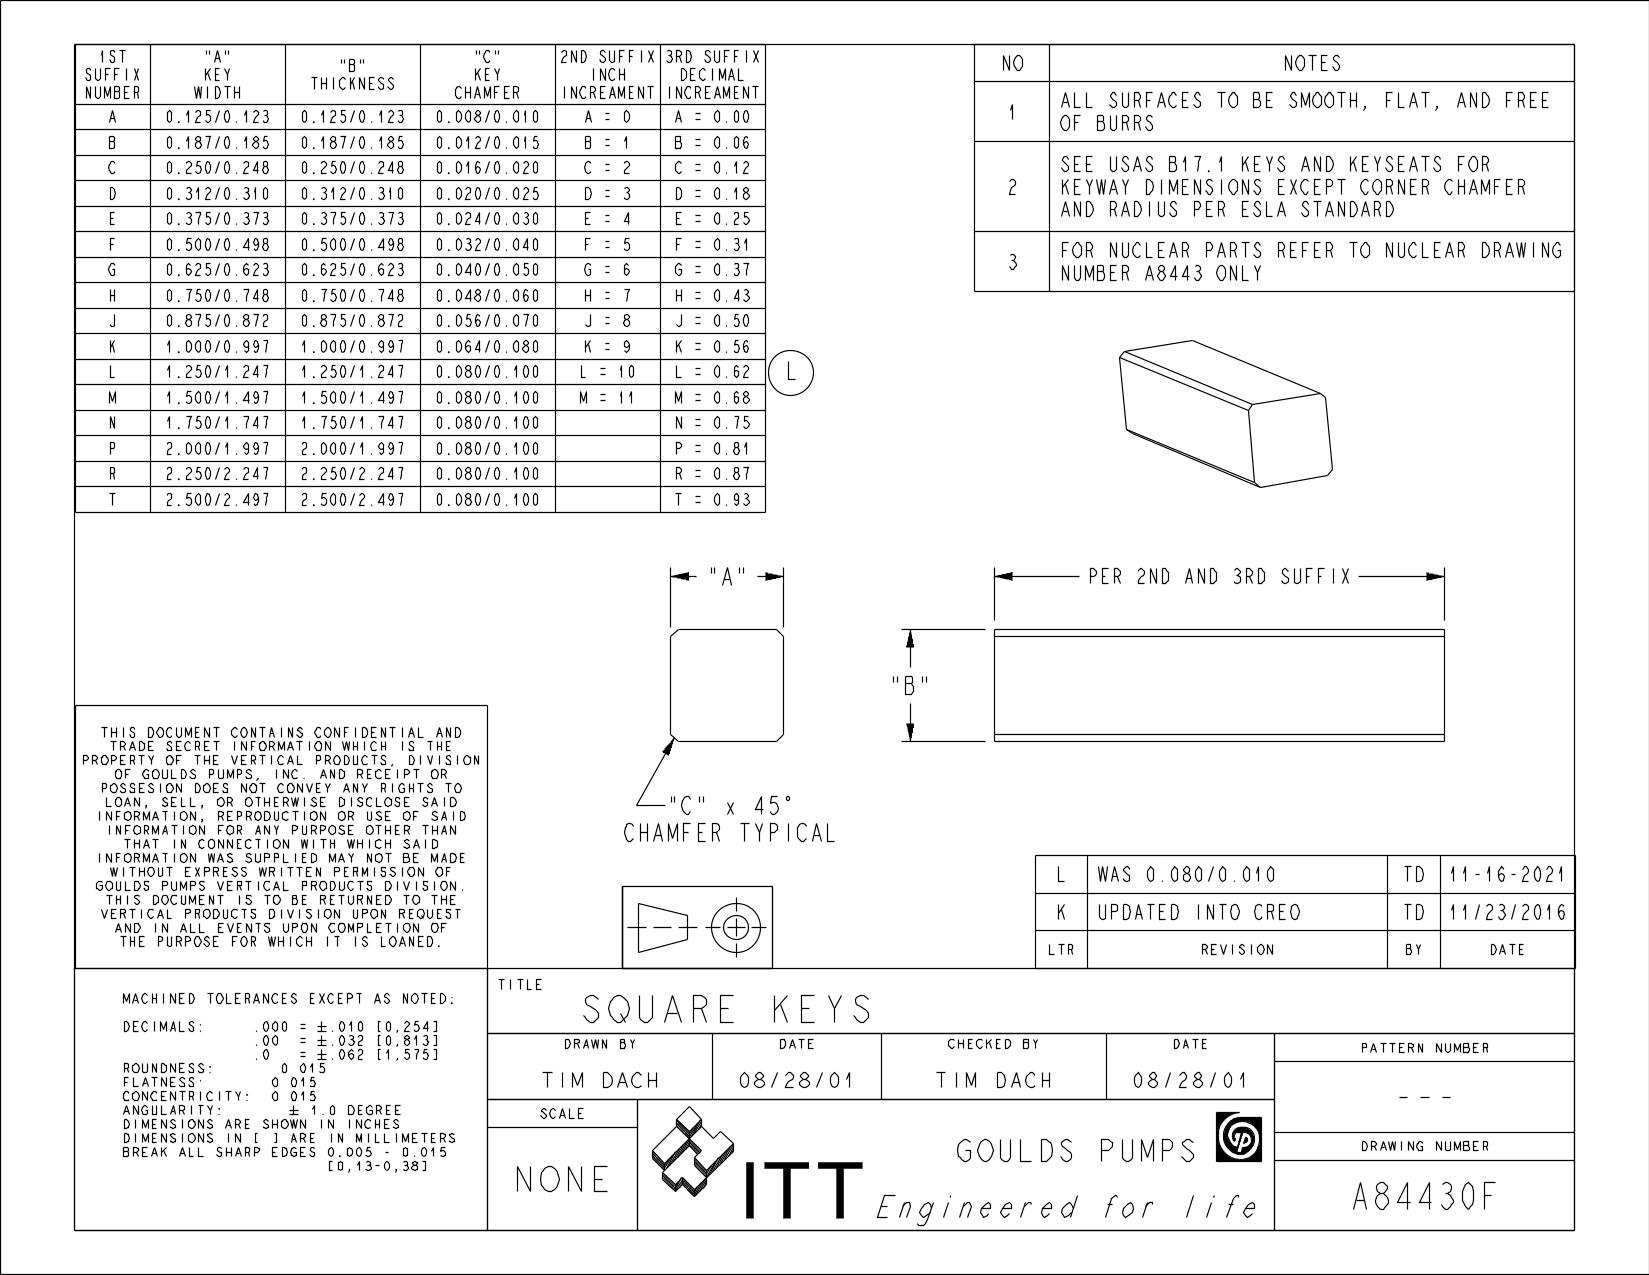 1ST SUFFIX NUMBER "A" KEY WIDTH "B" THICKNESS "C" KEY CHAMFER 2ND SUFFIX INCH INCREAMENT 3RD SUFFIX DECIMAL INCREAMENT
A 0.125/0.123 0.125/0.123 0.008/0.010 A = 0 A = 0.00
B 0.187/0.185 0.187/0.185 0.012/0.015 B = 1 B = 0.06
C 0.250/0.248 0.250/0.248 0.016/0.020 C = 2 C = 0.12
D 0.312/0.310 0.312/0.310 0.020/0.025 D = 3 D = 0.18
E 0.375/0.373 0.375/0.373 0.024/0.030 E = 4 E = 0.25
F 0.500/0.498 0.500/0.498 0.032/0.040 F = 5 F = 0.31
G 0.625/0.623 0.625/0.623 0.040/0.050 G = 6 G = 0.37
H 0.750/0.748 0.750/0.748 0.048/0.060 H = 7 H = 0.43
J 0.875/0.872 0.875/0.872 0.056/0.070 J = 8 J = 0.50
K 1.000/0.997 1.000/0.997 0.064/0.080 K = 9 K = 0.56
L 1.250/1.247 1.250/1.247 0.080/0.100 L = 10 L = 0.62
L
M 1.500/1.497 1.500/1.497 0.080/0.100 M = 11 M = 0.68
N 1.750/1.747 1.750/1.747 0.080/0.100 N = 0.75
P 2.000/1.997 2.000/1.997 0.080/0.100 P = 0.81
R 2.250/2.247 2.250/2.247 0.080/0.100 R = 0.87
T 2.500/2.497 2.500/2.497 0.080/0.100 T = 0.93
NO NOTES
1 ALL SURFACES TO BE SMOOTH, FLAT, AND FREE
OF BURRS
2 SEE USAS B17.1 KEYS AND KEYSEATS FOR
KEYWAY DIMENSIONS EXCEPT CORNER CHAMFER
AND RADIUS PER ESLA STANDARD
3 FOR NUCLEAR PARTS REFER TO NUCLEAR DRAWING
NUMBER A8443 ONLY
"A"
PER 2ND AND 3RD SUFFIX
"B"
"C" x 45°
CHAMFER TYPICAL
THIS DOCUMENT CONTAINS CONFIDENTIAL AND
TRADE SECRET INFORMATION WHICH IS THE
PROPERTY OF THE VERTICAL PRODUCTS, DIVISION
OF GOULDS PUMPS, INC. AND RECEIPT OR
POSSESION DOES NOT CONVEY ANY RIGHTS TO
LOAN, SELL, OR OTHERWISE DISCLOSE SAID
INFORMATION, REPRODUCTION OR USE OF SAID
INFORMATION FOR ANY PURPOSE OTHER THAN
THAT IN CONNECTION WITH WHICH SAID
INFORMATION WAS SUPPLIED MAY NOT BE MADE
WITHOUT EXPRESS WRITTEN PERMISSION OF
GOULDS PUMPS VERTICAL PRODUCTS DIVISION.
THIS DOCUMENT IS TO BE RETURNED TO THE
VERTICAL PRODUCTS DIVISION UPON REQUEST
AND IN ALL EVENTS UPON COMPLETION OF
THE PURPOSE FOR WHICH IT IS LOANED.
L WAS 0.080/0.010 TD 11-16-2021
K UPDATED INTO CREO TD 11/23/2016
LTR REVISION BY DATE
MACHINED TOLERANCES EXCEPT AS NOTED:
DECIMALS: .000 = ±.010 [0,254]
.00 = ±.032 [0,813]
.0 = ±.062 [1,575]
ROUNDNESS: 0.015
FLATNESS: 0.015
CONCENTRICITY: 0.015
ANGULARITY: ± 1.0 DEGREE
DIMENSIONS ARE SHOWN IN INCHES
DIMENSIONS IN [ ] ARE IN MILLIMETERS
BREAK ALL SHARP EDGES 0.005 - 0.015
[0,13-0,38]
TITLE
SQUARE KEYS
DRAWN BY DATE CHECKED BY DATE
TIM DACH 08/28/01 TIM DACH 08/28/01
PATTERN NUMBER
---
SCALE
NONE
ITT
GOULDS PUMPS
Engineered for life
DRAWING NUMBER
A84430F